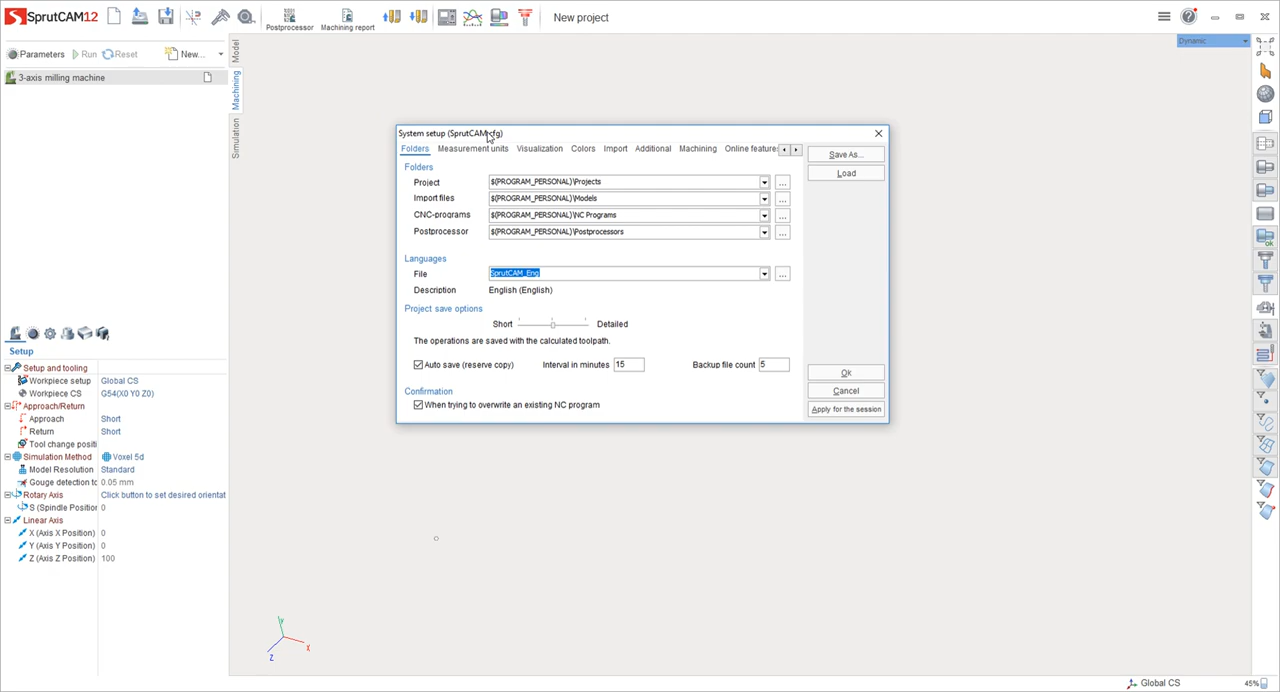 SprutCAM12
Postprocessor
Machining report
New project
Parameters
Run
Reset
New...
3-axis milling machine
Model
Machining
Simulation
Dynamic
System setup (SprutCAM.cfg)
Folders Measurement units Visualization Colors Import Additional Machining Online features
Folders
Project $(PROGRAM_PERSONAL)\Projects ...
Import files $(PROGRAM_PERSONAL)\Models ...
CNC-programs $(PROGRAM_PERSONAL)\NC Programs ...
Postprocessor $(PROGRAM_PERSONAL)\Postprocessors ...
Languages
File SprutCAM_Eng ...
Description English (English)
Project save options
Short Detailed
The operations are saved with the calculated toolpath.
Auto save (reserve copy) Interval in minutes 15 Backup file count 5
Confirmation
When trying to overwrite an existing NC program
Save As...
Load
Ok
Cancel
Apply for the session
Setup
Setup and tooling
Workpiece setup Global CS
Workpiece CS G54(X0 Y0 Z0)
Approach/Return
Approach Short
Return Short
Tool change positi
Simulation Method Voxel 5d
Model Resolution Standard
Gouge detection to 0.05 mm
Rotary Axis Click button to set desired orientat
S (Spindle Position 0
Linear Axis
X (Axis X Position) 0
Y (Axis Y Position) 0
Z (Axis Z Position) 100
Y
X
Z
Global CS
45%